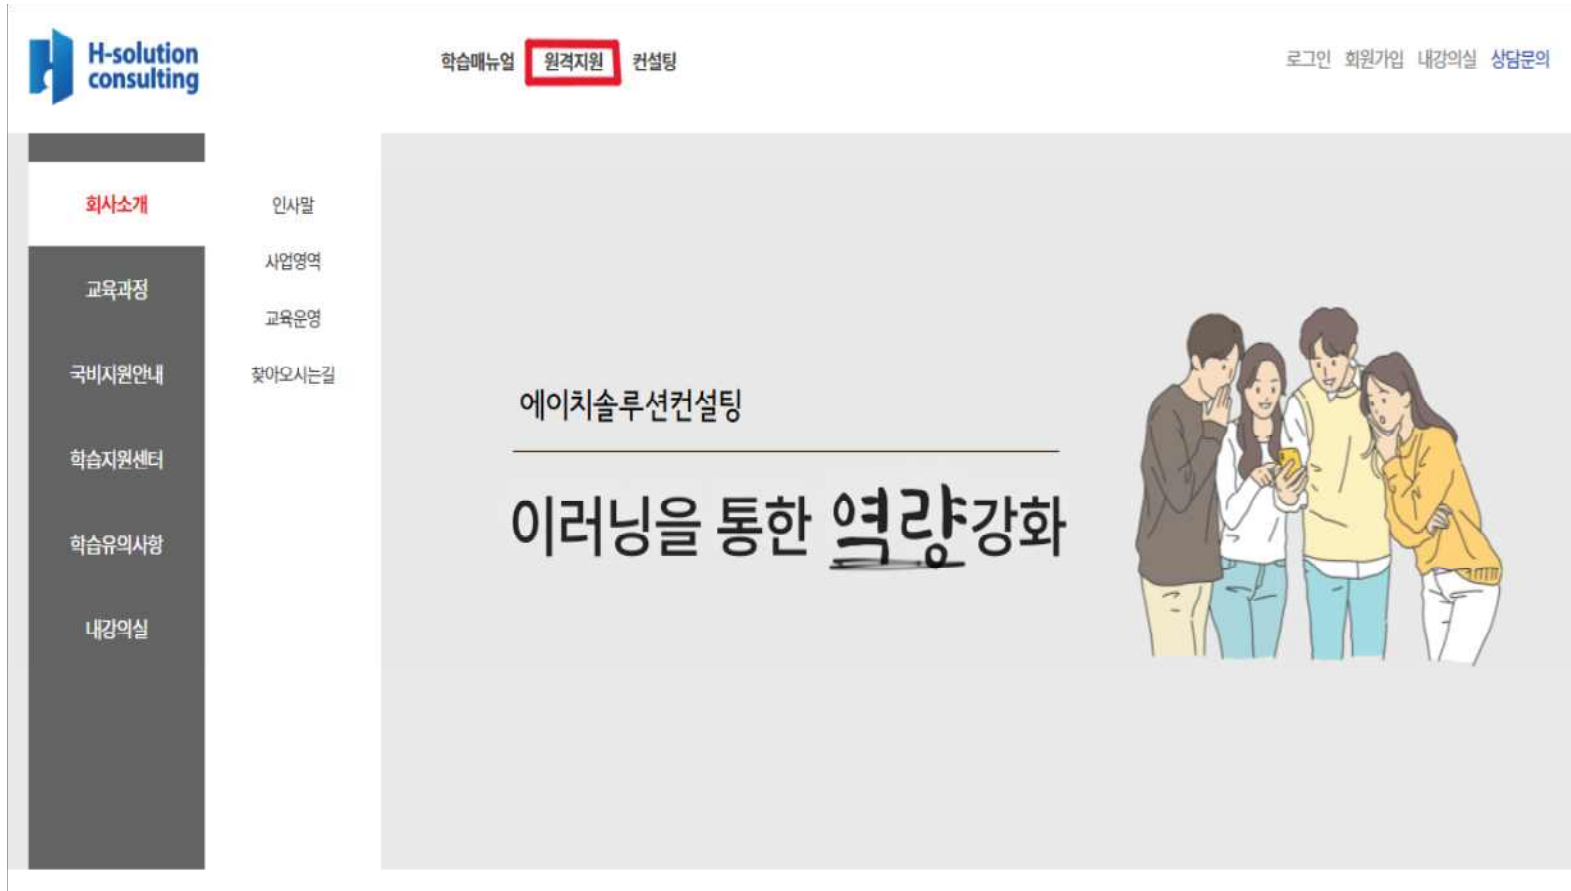 H-solution
consulting
학습매뉴얼 원격지원 컨설팅
로그인 회원가입 내강의실 상담문의
회사소개
교육과정
국비지원안내
학습지원센터
학습유의사항
내강의실
인사말
사업영역
교육운영
찾아오시는길
에이치솔루션컨설팅
이러닝을 통한 역량강화